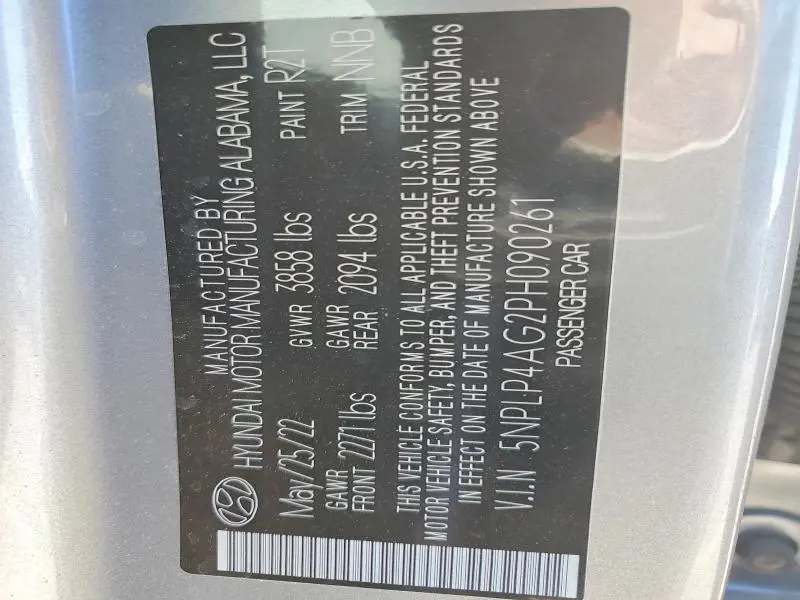 MANUFACTURED BY
HYUNDAI MOTOR MANUFACTURING ALABAMA, LLC
May/25/22 GVWR 3858 lbs PAINT R2T
GAWR FRONT 2271 lbs GAWR REAR 2094 lbs TRIM NNB
THIS VEHICLE CONFORMS TO ALL APPLICABLE U.S.A. FEDERAL
MOTOR VEHICLE SAFETY, BUMPER, AND THEFT PREVENTION STANDARDS
IN EFFECT ON THE DATE OF MANUFACTURE SHOWN ABOVE
V.I.N 5NPLP4AG2PH090261
PASSENGER CAR